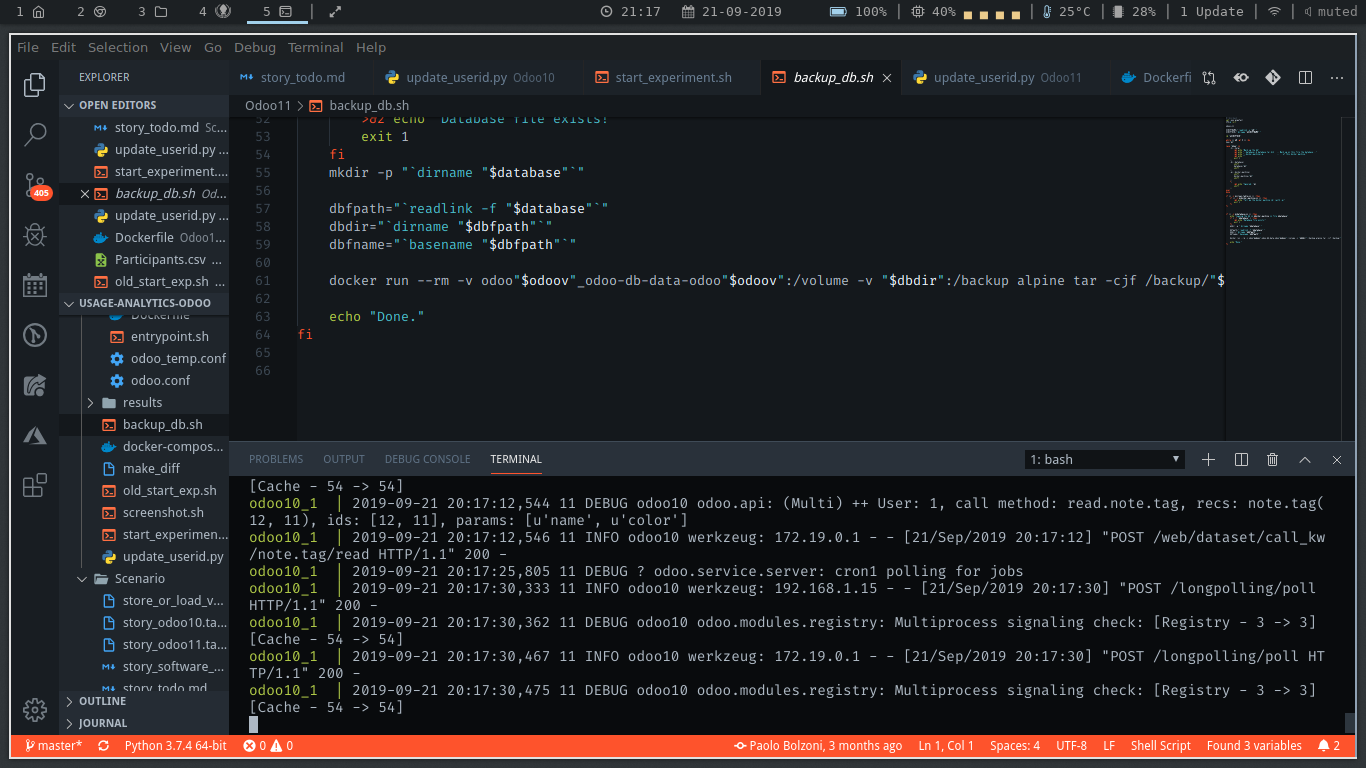 1 2 3 4 5 21:17 21-09-2019 100% 40% 25°C 28% 1 Update muted
File Edit Selection View Go Debug Terminal Help
EXPLORER
OPEN EDITORS
story_todo.md Sc...
update_userid.py ...
start_experiment....
backup_db.sh Od...
update_userid.py ...
Dockerfile Odoo1...
Participants.csv ...
old_start_exp.sh
USAGE-ANALYTICS-ODOO
Dockerfile
entrypoint.sh
odoo_temp.conf
odoo.conf
results
backup_db.sh
docker-compos...
make_diff
old_start_exp.sh
screenshot.sh
start_experimen...
update_userid.py
Scenario
store_or_load_v...
story_odoo10.ta...
story_odoo11.ta...
story_software_...
story_todo.md
OUTLINE
JOURNAL
405
story_todo.md update_userid.py Odoo10 start_experiment.sh backup_db.sh update_userid.py Odoo11 Dockerfi
Odoo11 > backup_db.sh
52 >&2 echo "Database file exists!"
53 exit 1
54 fi
55 mkdir -p "`dirname "$database"`"
56
57 dbfpath="`readlink -f "$database"`"
58 dbdir="`dirname "$dbfpath"`"
59 dbfname="`basename "$dbfpath"`"
60
61 docker run --rm -v odoo"$odoov"_odoo-db-data-odoo"$odoov":/volume -v "$dbdir":/backup alpine tar -cjf /backup/"$
62
63 echo "Done."
64 fi
65
66
PROBLEMS OUTPUT DEBUG CONSOLE TERMINAL 1: bash
[Cache - 54 -> 54]
odoo10_1 | 2019-09-21 20:17:12,544 11 DEBUG odoo10 odoo.api: (Multi) ++ User: 1, call method: read.note.tag, recs: note.tag(
12, 11), ids: [12, 11], params: [u'name', u'color']
odoo10_1 | 2019-09-21 20:17:12,546 11 INFO odoo10 werkzeug: 172.19.0.1 - - [21/Sep/2019 20:17:12] "POST /web/dataset/call_kw
/note.tag/read HTTP/1.1" 200 -
odoo10_1 | 2019-09-21 20:17:25,805 11 DEBUG ? odoo.service.server: cron1 polling for jobs
odoo10_1 | 2019-09-21 20:17:30,333 11 INFO odoo10 werkzeug: 192.168.1.15 - - [21/Sep/2019 20:17:30] "POST /longpolling/poll
HTTP/1.1" 200 -
odoo10_1 | 2019-09-21 20:17:30,362 11 DEBUG odoo10 odoo.modules.registry: Multiprocess signaling check: [Registry - 3 -> 3]
[Cache - 54 -> 54]
odoo10_1 | 2019-09-21 20:17:30,467 11 INFO odoo10 werkzeug: 172.19.0.1 - - [21/Sep/2019 20:17:30] "POST /longpolling/poll HT
TP/1.1" 200 -
odoo10_1 | 2019-09-21 20:17:30,475 11 DEBUG odoo10 odoo.modules.registry: Multiprocess signaling check: [Registry - 3 -> 3]
[Cache - 54 -> 54]
master* Python 3.7.4 64-bit 0 0 Paolo Bolzoni, 3 months ago Ln 1, Col 1 Spaces: 4 UTF-8 LF Shell Script Found 3 variables 2